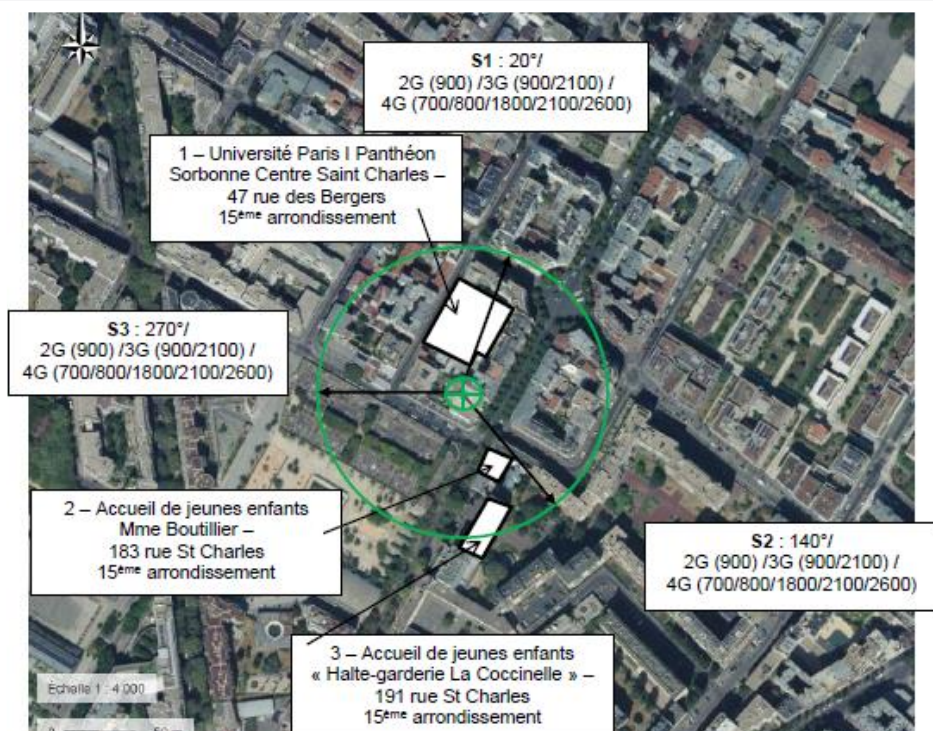 S1 : 20°/
2G (900) /3G (900/2100) /
4G (700/800/1800/2100/2600)
1 – Université Paris I Panthéon
Sorbonne Centre Saint Charles –
47 rue des Bergers
15ème arrondissement
S3 : 270°/
2G (900) /3G (900/2100) /
4G (700/800/1800/2100/2600)
2 – Accueil de jeunes enfants
Mme Boutillier –
183 rue St Charles
15ème arrondissement
S2 : 140°/
2G (900) /3G (900/2100) /
4G (700/800/1800/2100/2600)
3 – Accueil de jeunes enfants
« Halte-garderie La Coccinelle » –
191 rue St Charles
15ème arrondissement
Echelle 1 : 4 000